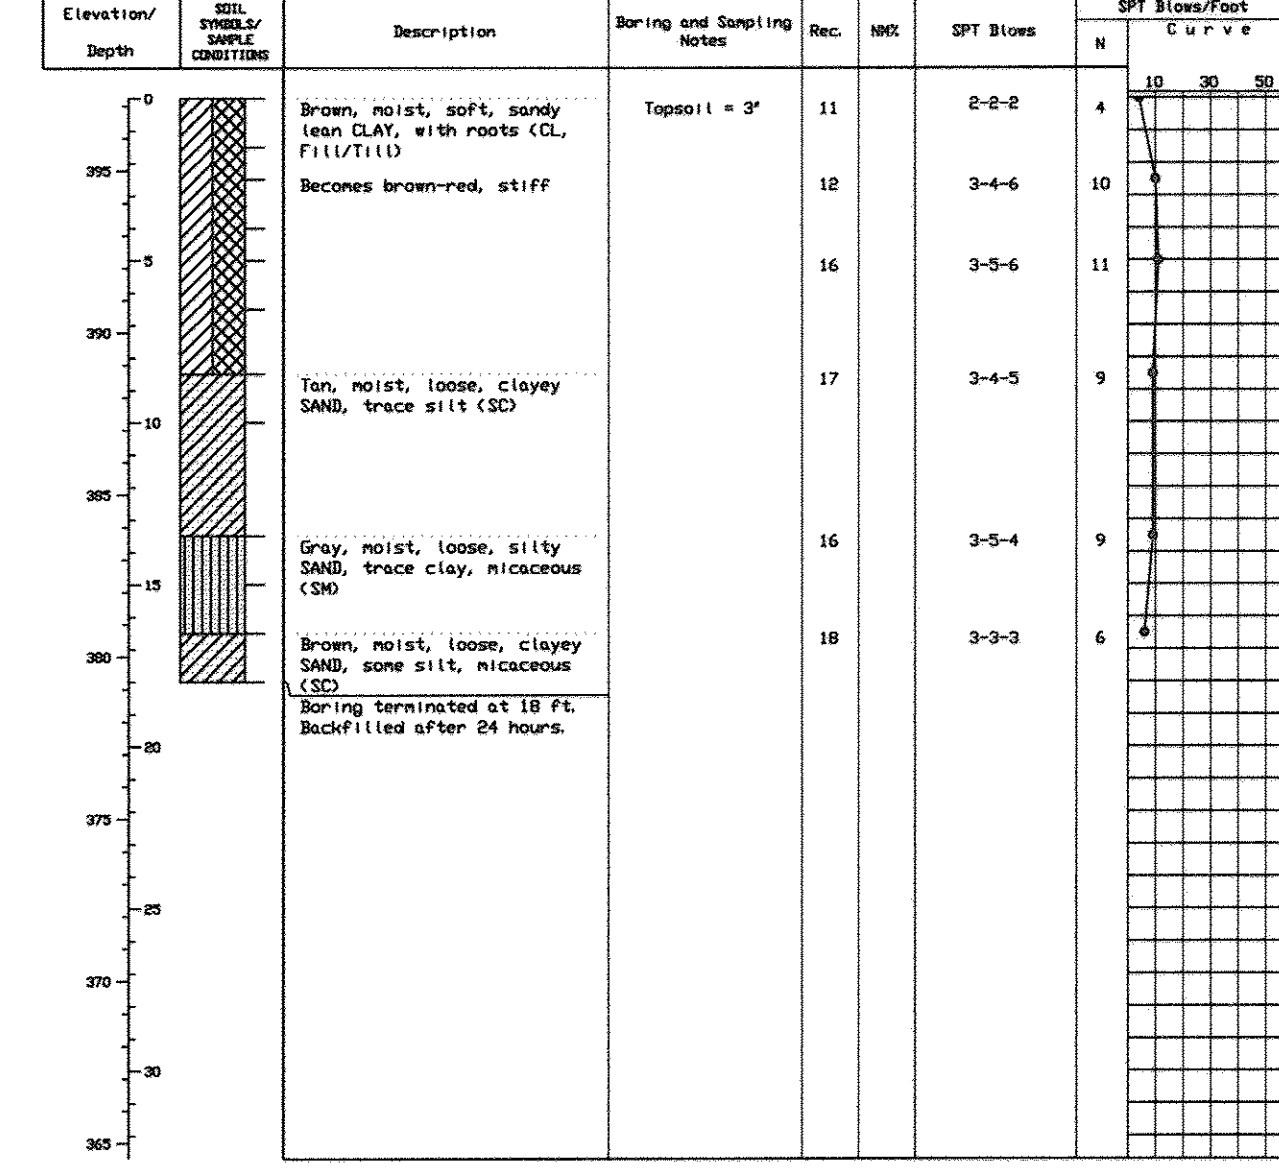 Elevation/
Depth
SOIL
SYMBOLS/
SAMPLE
CONDITIONS
Description
Boring and Sampling
Notes
Rec.
NM%
SPT Blows
SPT Blows/Foot
Curve
N
10 30 50
0
Brown, moist, soft, sandy
lean CLAY, with roots (CL,
Fill/Till)
Topsoil = 3"
11
2-2-2
4
395
Becomes brown-red, stiff
12
3-4-6
10
5
16
3-5-6
11
390
Tan, moist, loose, clayey
SAND, trace silt (SC)
17
3-4-5
9
10
385
Gray, moist, loose, silty
SAND, trace clay, micaceous
(SM)
16
3-5-4
9
15
380
Brown, moist, loose, clayey
SAND, some silt, micaceous
(SC)
18
3-3-3
6
Boring terminated at 18 ft.
Backfilled after 24 hours.
20
375
25
370
30
365